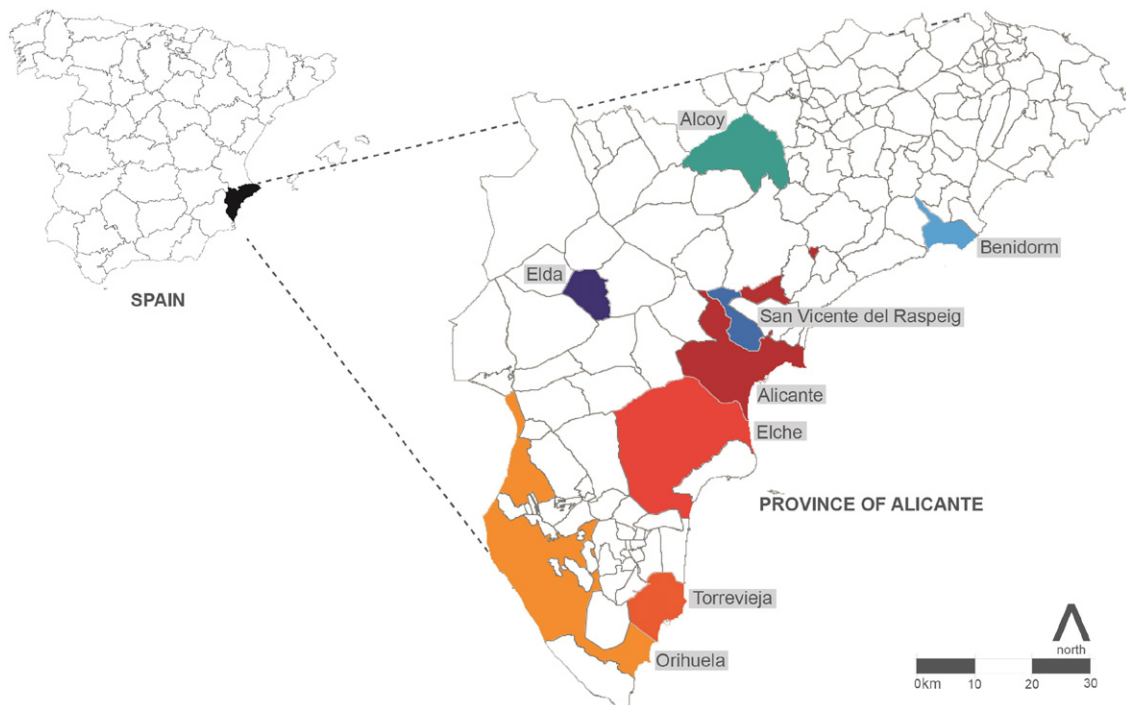 Alcoy
Benidorm
Elda
SPAIN
San Vicente del Raspeig
Alicante
Elche
PROVINCE OF ALICANTE
Torrevieja
Orihuela
north
0km 10 20 30